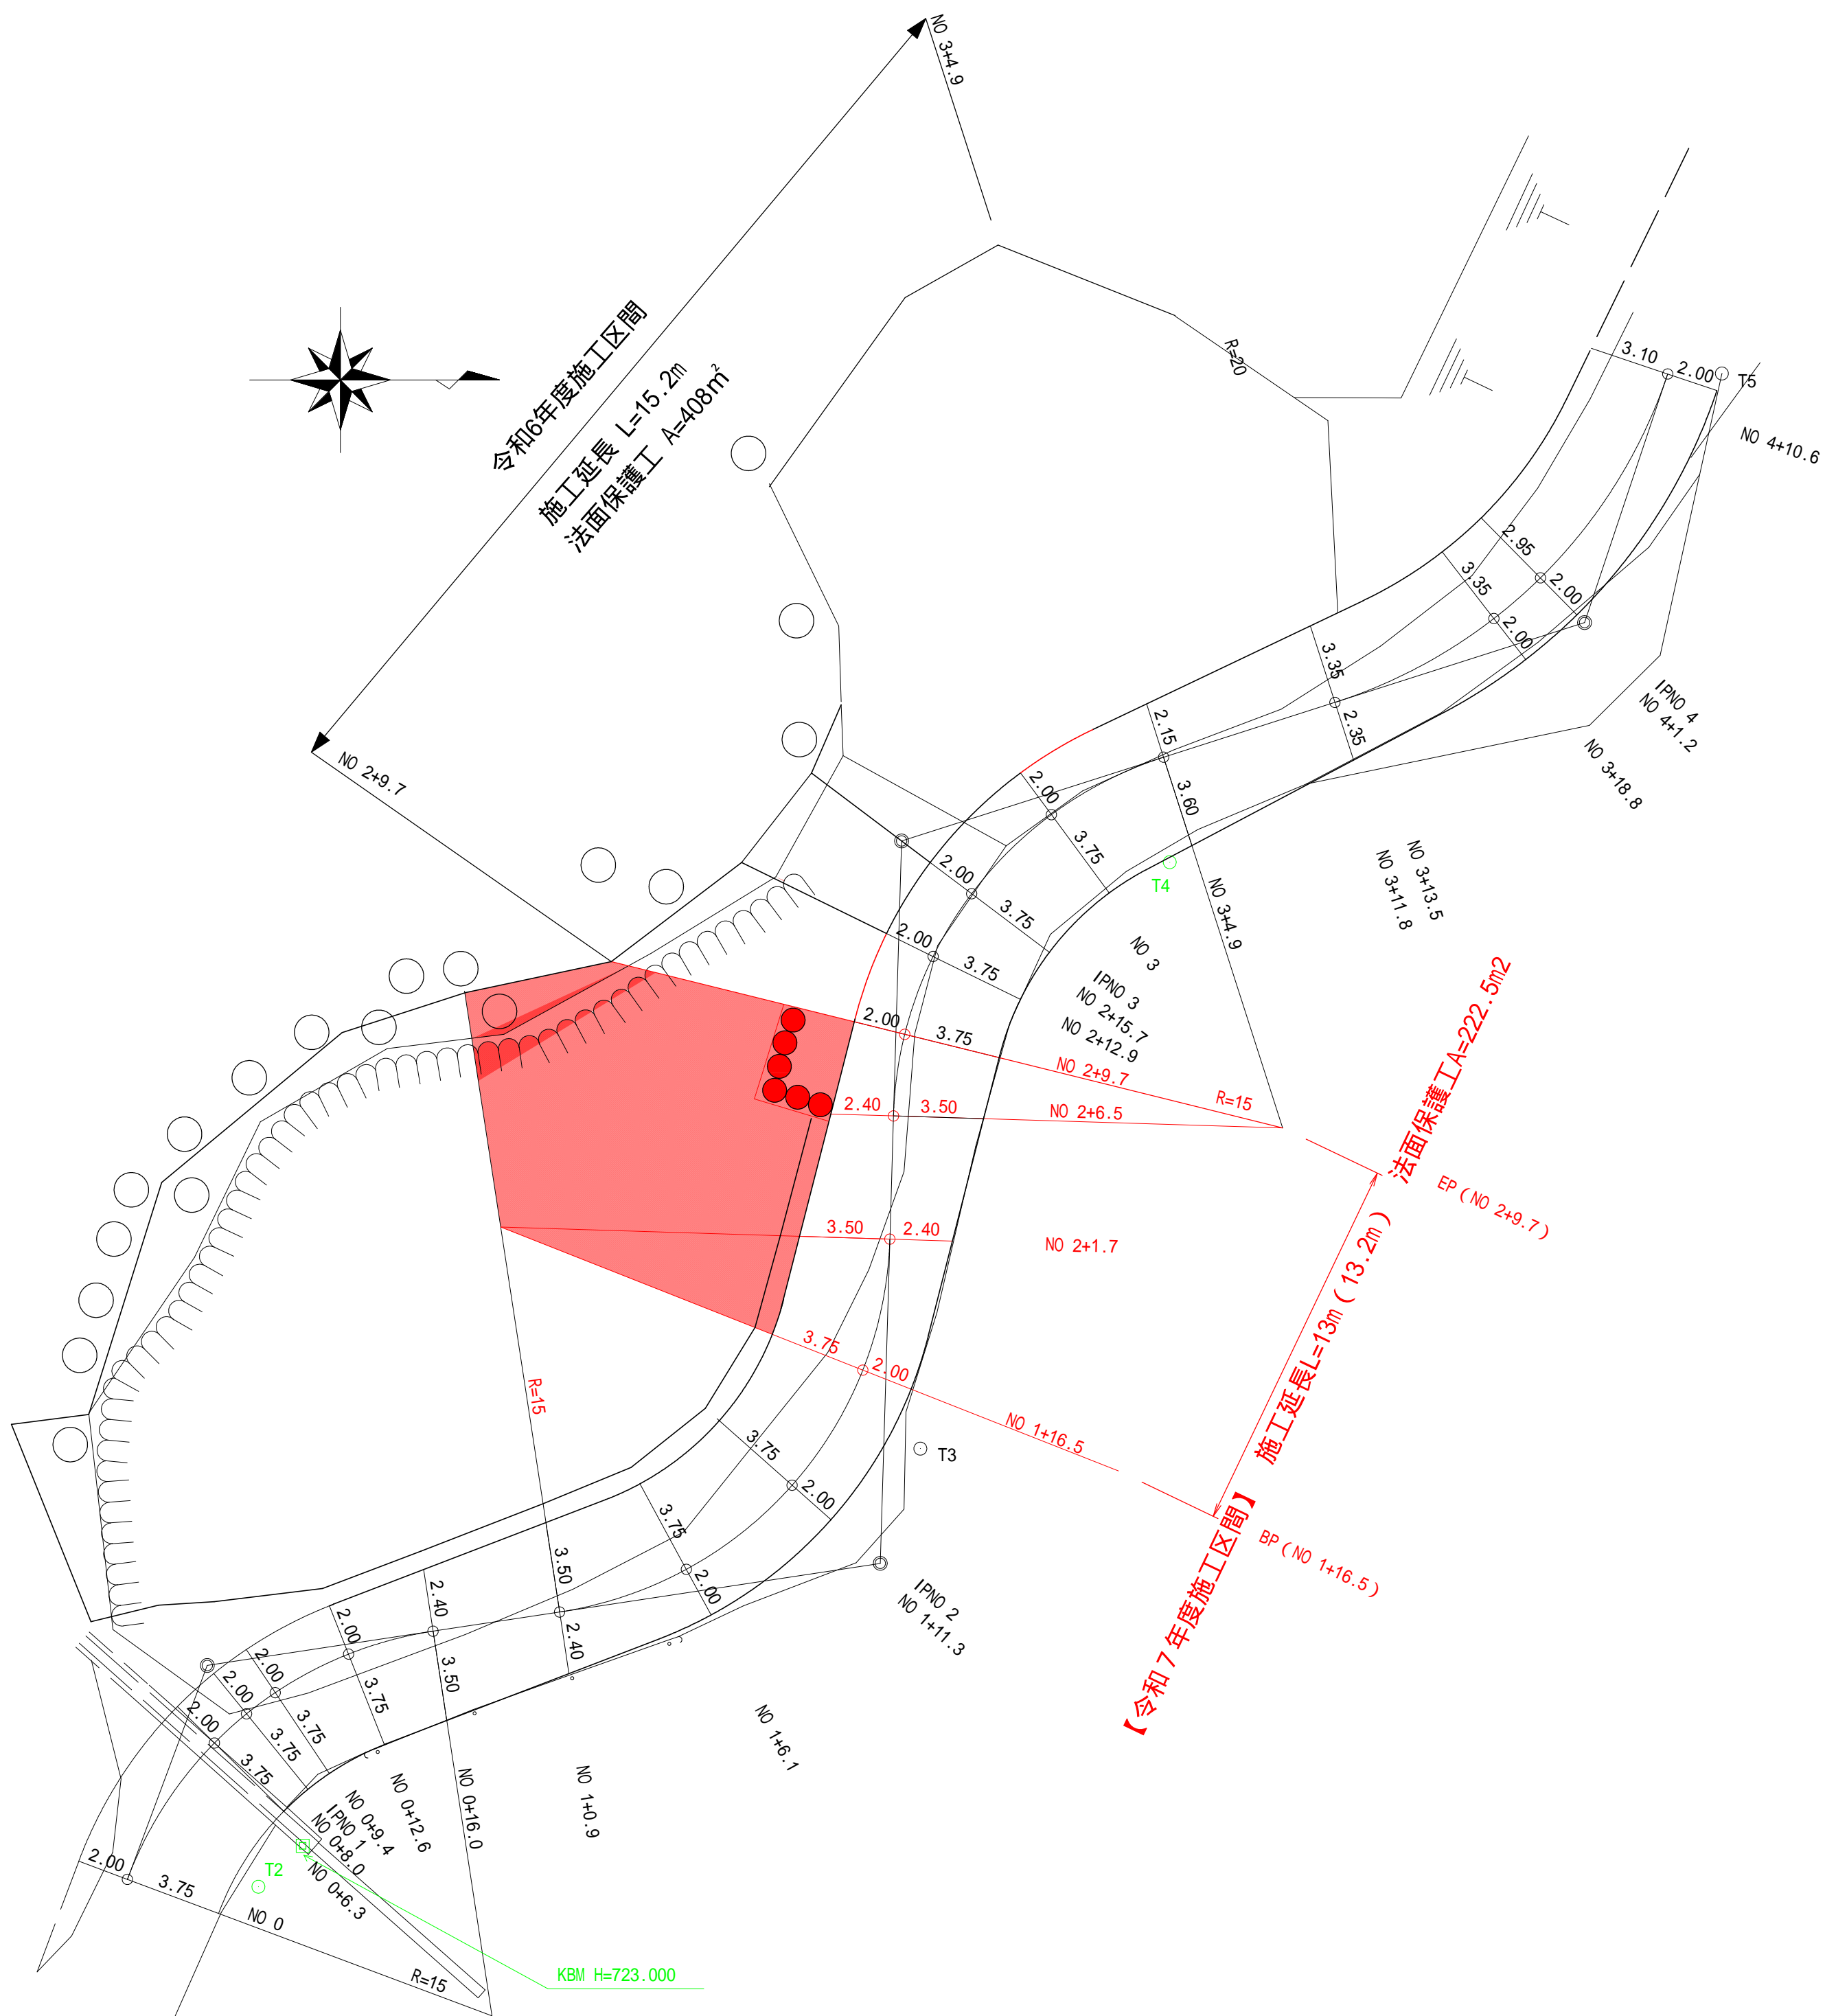 NO 3+4.9
令和6年度施工区間
施工延長 L=15.2m
法面保護工 A=408㎡
NO 2+9.7
R=20
3.10
2.00
T5
NO 4+10.6
2.95
2.00
3.35
2.00
3.35
2.35
IPNO 4
NO 4+1.2
NO 3+18.8
2.15
3.60
2.00
3.75
T4
NO 3+13.5
NO 3+11.8
NO 3+4.9
2.00
3.75
NO 3
2.00
3.75
IPNO 3
NO 2+15.7
NO 2+12.9
2.00
3.75
NO 2+9.7
R=15
2.40
3.50
NO 2+6.5
3.50
2.40
NO 2+1.7
3.75
2.00
NO 1+16.5
EP(NO 2+9.7)
BP(NO 1+16.5)
【令和7年度施工区間】 施工延長L=13m(13.2m) 法面保護工A=222.5m2
R=15
T3
3.75
2.00
3.75
2.00
IPNO 2
NO 1+11.3
3.50
2.40
2.40
3.50
NO 1+6.1
NO 1+0.9
NO 0+16.0
2.00
3.75
2.00
3.75
2.00
3.75
2.00
3.75
NO 0+12.6
NO 0+9.4
IPNO 1
NO 0+8.0
NO 0+6.3
T2
2.00
3.75
NO 0
R=15
KBM H=723.000